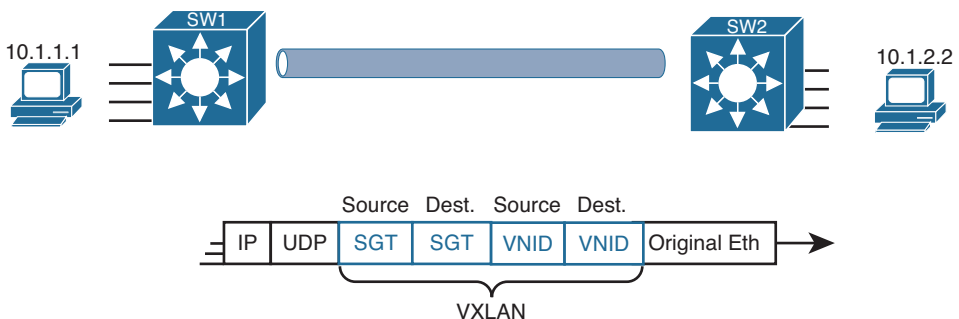 SW1
SW2
10.1.1.1
10.1.2.2
Source Dest. Source Dest.
IP UDP SGT SGT VNID VNID Original Eth
VXLAN